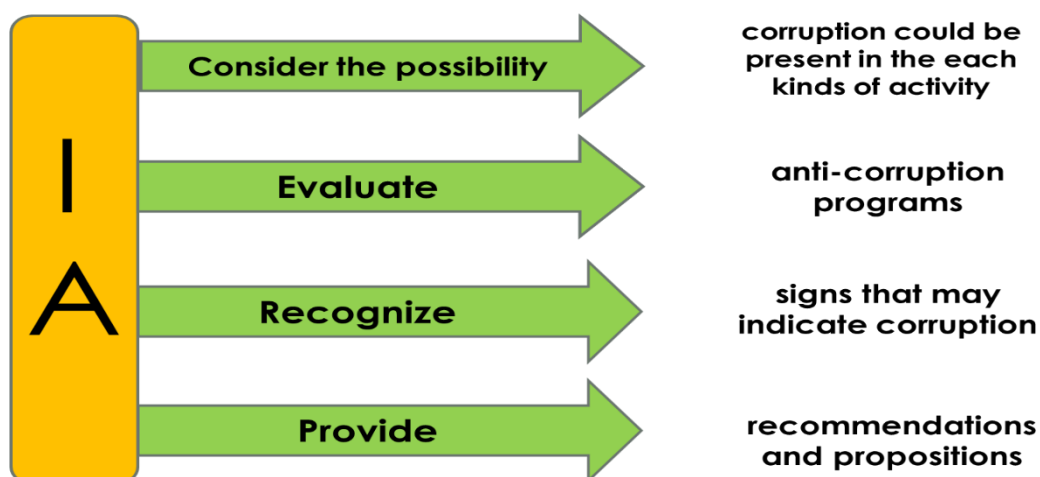 I
A
Consider the possibility
corruption could be
present in the each
kinds of activity
Evaluate
anti-corruption
programs
Recognize
signs that may
indicate corruption
Provide
recommendations
and propositions